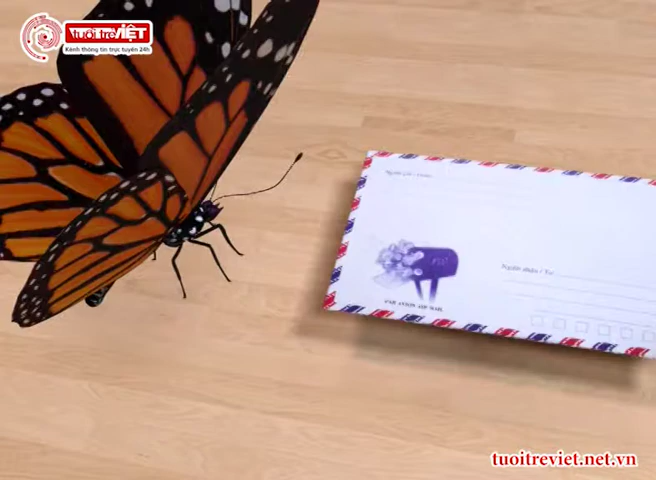 TTVIỆT
tuổi trẻ
Kênh thông tin trực tuyến 24h
Người gửi / From:
Người nhận / To:
PAR AVION AIR MAIL
tuoitreviet.net.vn